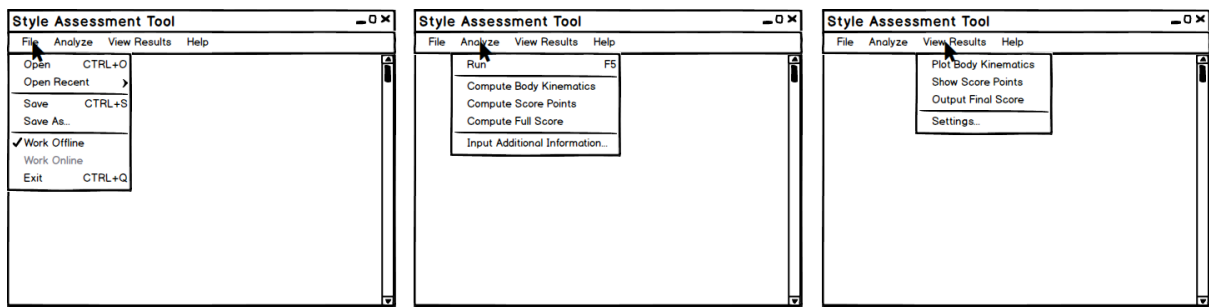 Style Assessment Tool
File Analyze View Results Help
Open CTRL+O
Open Recent
Save CTRL+S
Save As...
Work Offline
Work Online
Exit CTRL+Q
Style Assessment Tool
File Analyze View Results Help
Run F5
Compute Body Kinematics
Compute Score Points
Compute Full Score
Input Additional Information...
Style Assessment Tool
File Analyze View Results Help
Plot Body Kinematics
Show Score Points
Output Final Score
Settings...